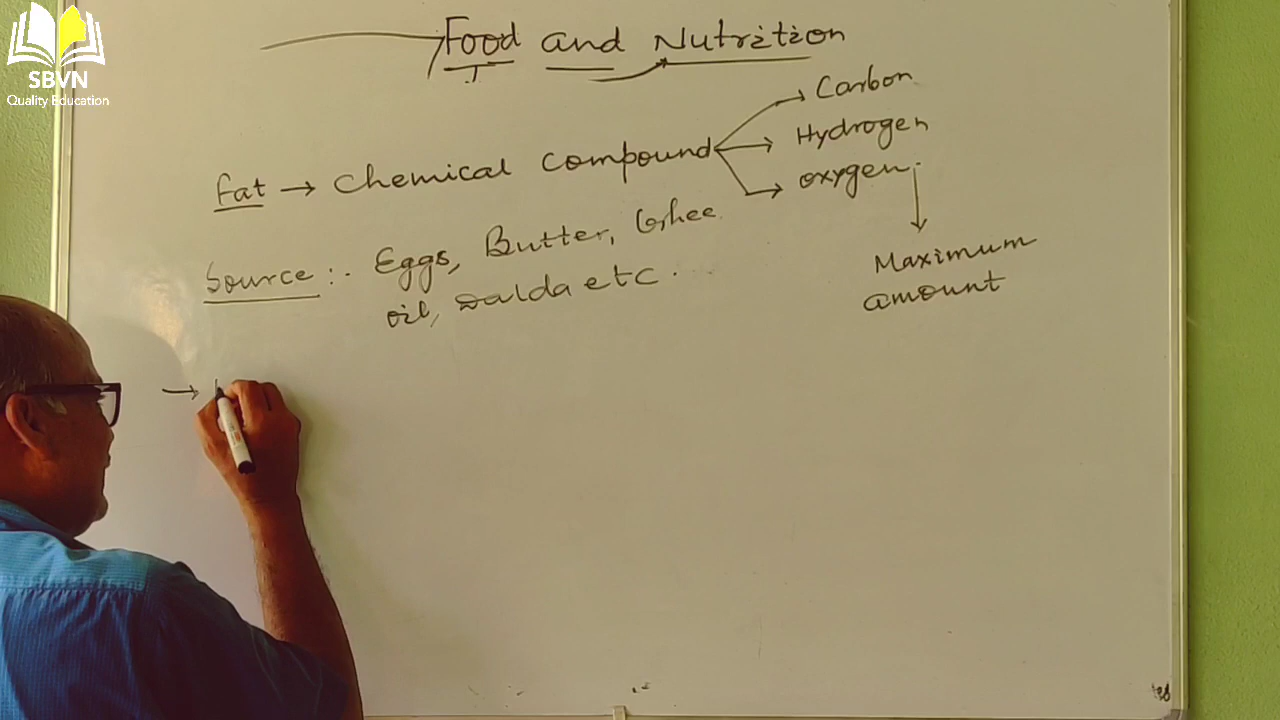 SBVN
Quality Education
Food and Nutrition
Fat → Chemical Compound
Carbon
Hydrogen
oxygen
Maximum
amount
Source :. Eggs, Butter, Ghee
oil, Dalda etc.
→